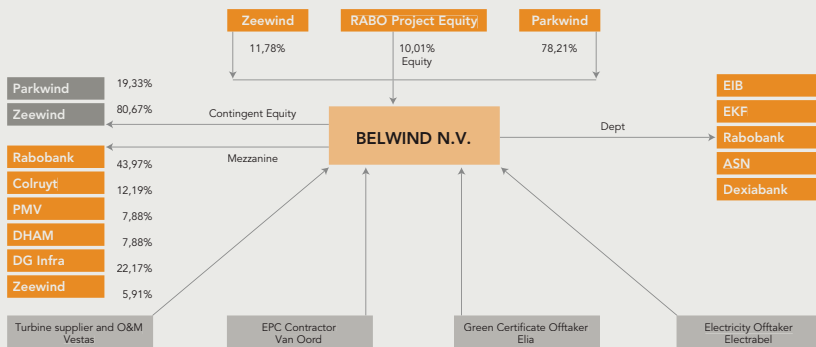 Zeewind
RABO Project Equity
Parkwind
11,78%
10,01%
Equity
78,21%
Parkwind
19,33%
Zeewind
80,67%
Contingent Equity
Mezzanine
BELWIND N.V.
Dept
EIB
EKF
Rabobank
ASN
Dexiabank
Rabobank
43,97%
Colruyt
12,19%
PMV
7,88%
DHAM
7,88%
DG Infra
22,17%
Zeewind
5,91%
Turbine supplier and O&M
Vestas
EPC Contractor
Van Oord
Green Certificate Offtaker
Elia
Electricity Offtaker
Electrabel